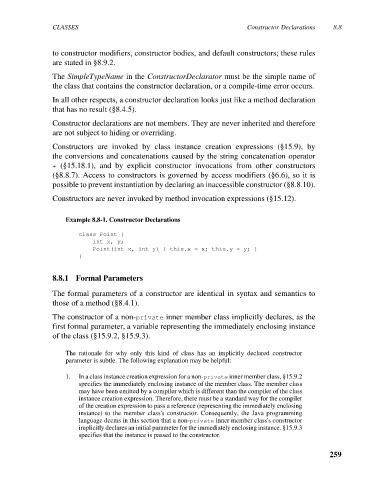 CLASSES Constructor Declarations 8.8
to constructor modifiers, constructor bodies, and default constructors; these rules
are stated in §8.9.2.
The SimpleTypeName in the ConstructorDeclarator must be the simple name of
the class that contains the constructor declaration, or a compile-time error occurs.
In all other respects, a constructor declaration looks just like a method declaration
that has no result (§8.4.5).
Constructor declarations are not members. They are never inherited and therefore
are not subject to hiding or overriding.
Constructors are invoked by class instance creation expressions (§15.9), by
the conversions and concatenations caused by the string concatenation operator
+ (§15.18.1), and by explicit constructor invocations from other constructors
(§8.8.7). Access to constructors is governed by access modifiers (§6.6), so it is
possible to prevent instantiation by declaring an inaccessible constructor (§8.8.10).
Constructors are never invoked by method invocation expressions (§15.12).
Example 8.8-1. Constructor Declarations
class Point {
int x, y;
Point(int x, int y) { this.x = x; this.y = y; }
}
8.8.1 Formal Parameters
The formal parameters of a constructor are identical in syntax and semantics to
those of a method (§8.4.1).
The constructor of a non-private inner member class implicitly declares, as the
first formal parameter, a variable representing the immediately enclosing instance
of the class (§15.9.2, §15.9.3).
The rationale for why only this kind of class has an implicitly declared constructor
parameter is subtle. The following explanation may be helpful:
1. In a class instance creation expression for a non-private inner member class, §15.9.2
specifies the immediately enclosing instance of the member class. The member class
may have been emitted by a compiler which is different than the compiler of the class
instance creation expression. Therefore, there must be a standard way for the compiler
of the creation expression to pass a reference (representing the immediately enclosing
instance) to the member class's constructor. Consequently, the Java programming
language deems in this section that a non-private inner member class's constructor
implicitly declares an initial parameter for the immediately enclosing instance. §15.9.3
specifies that the instance is passed to the constructor.
259